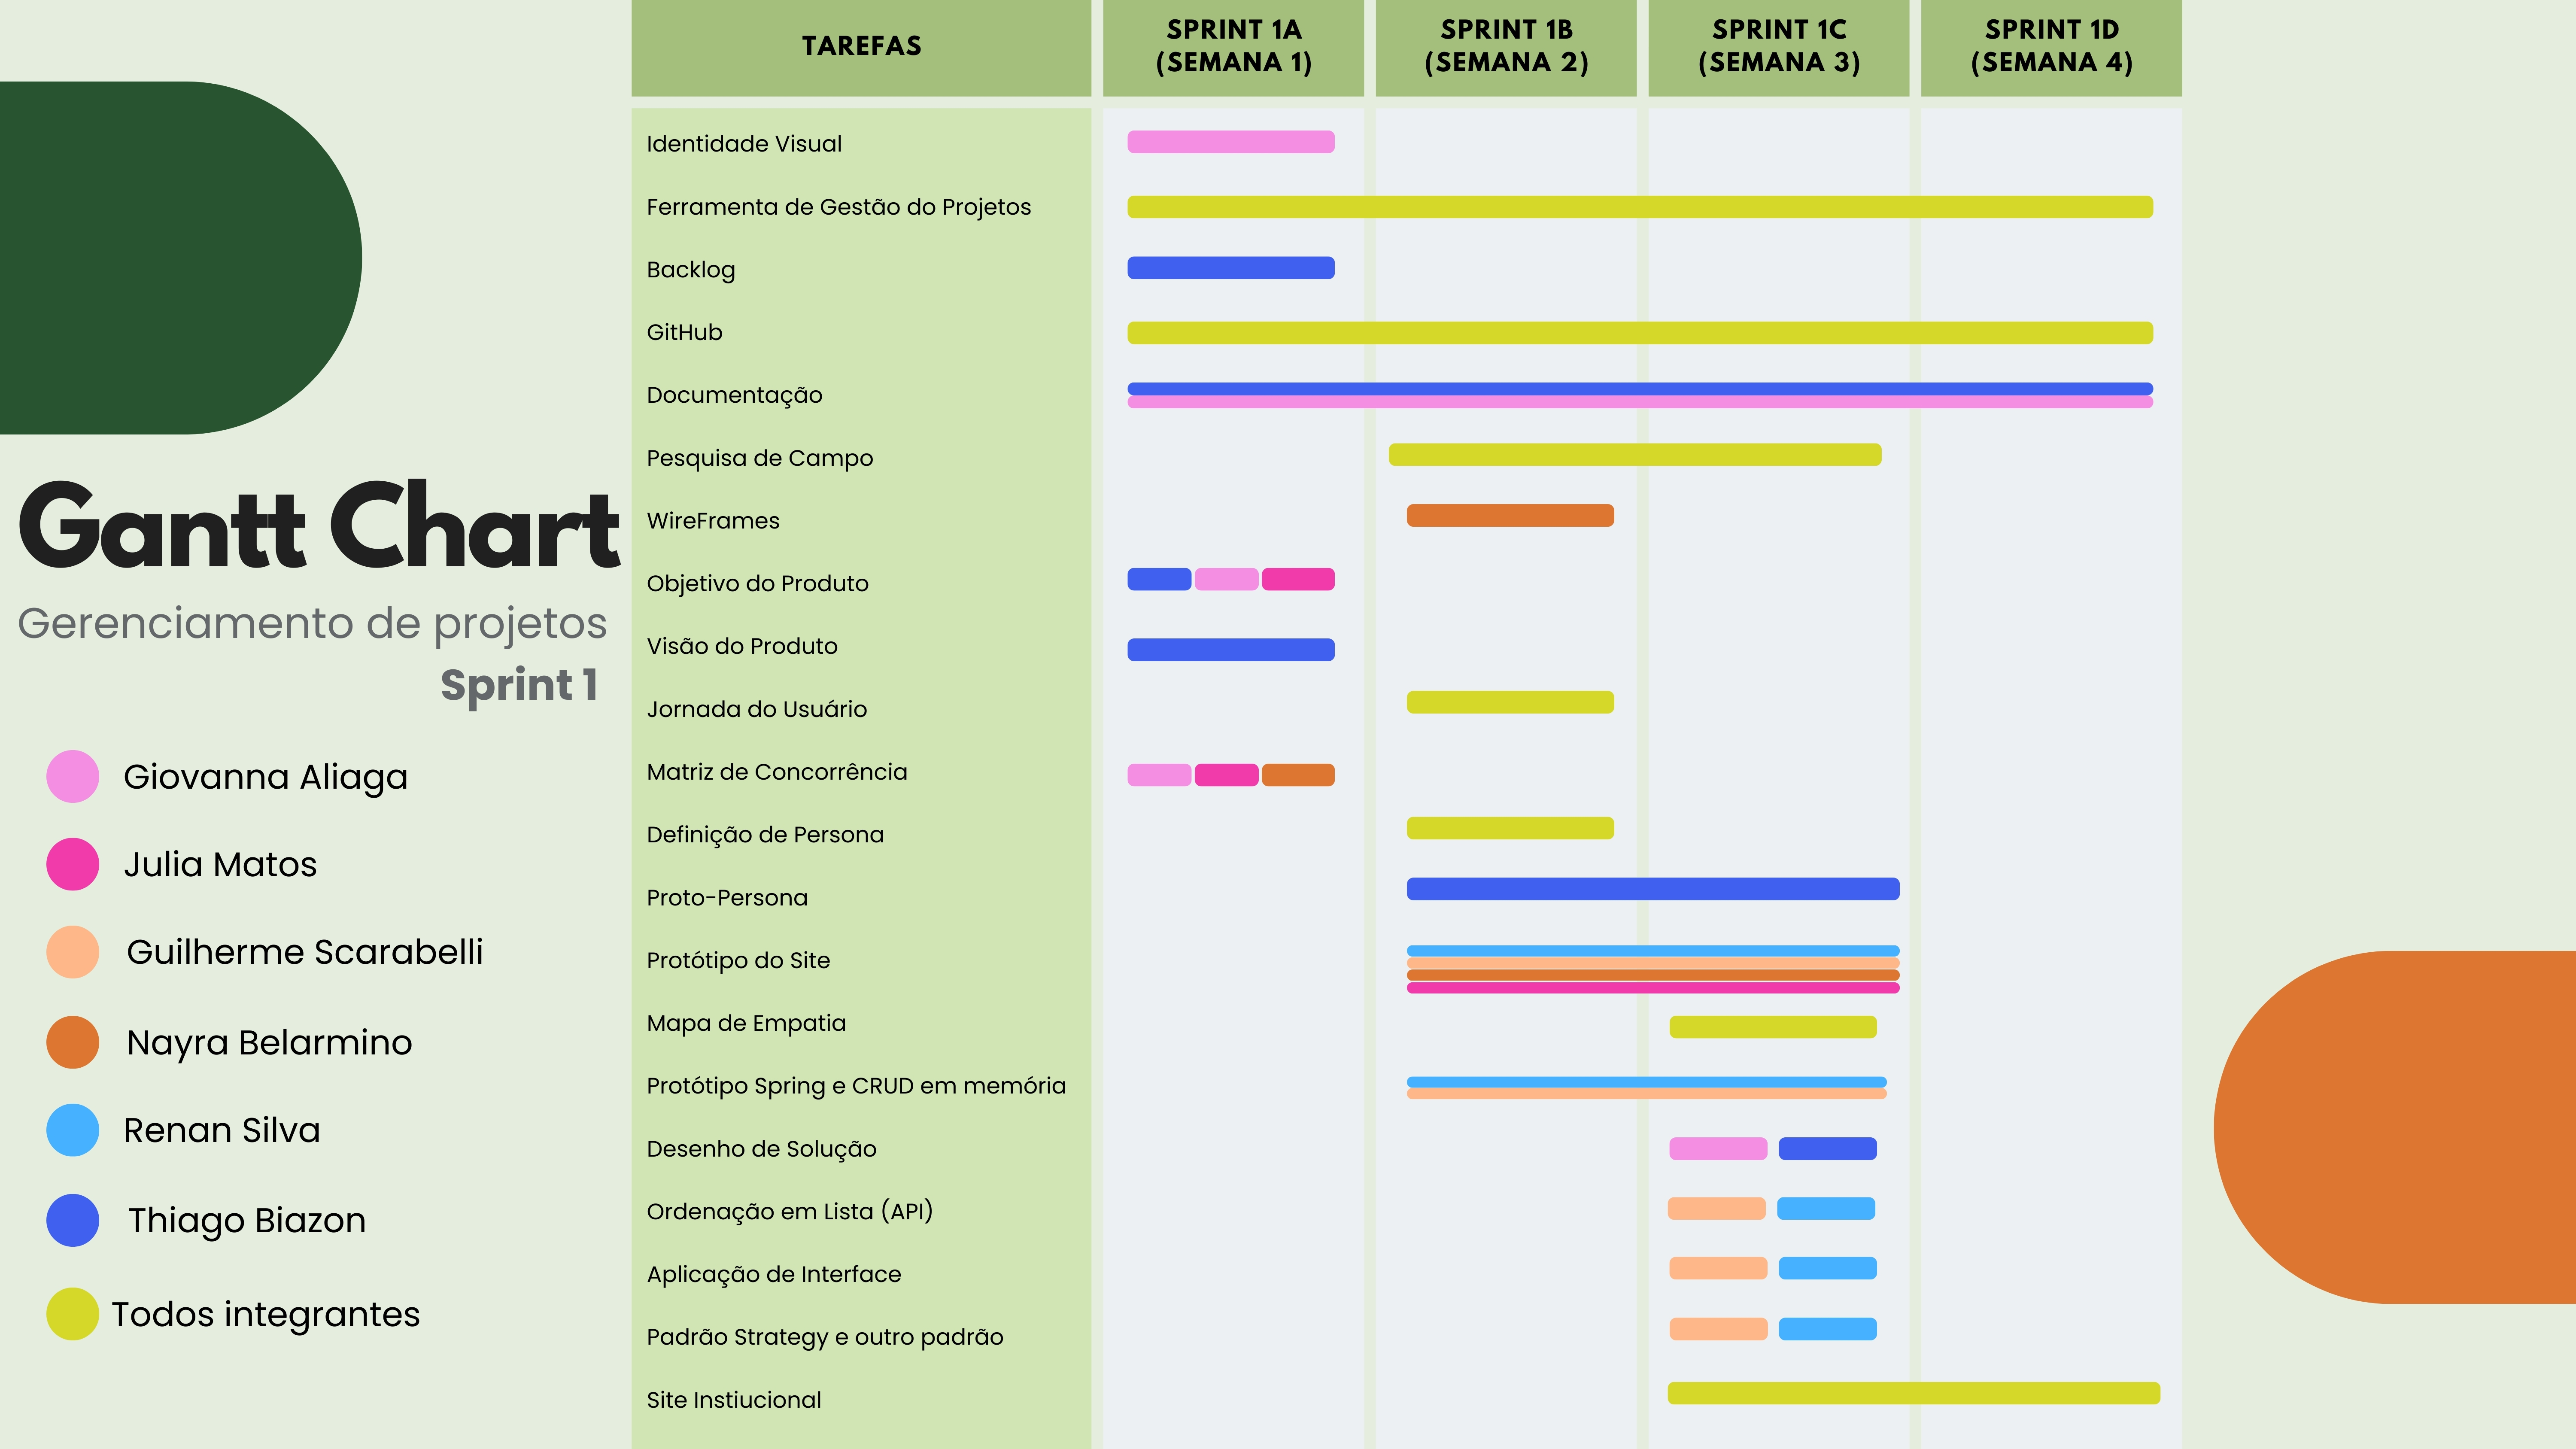 Gantt Chart
Gerenciamento de projetos
Sprint 1
Giovanna Aliaga
Julia Matos
Guilherme Scarabelli
Nayra Belarmino
Renan Silva
Thiago Biazon
Todos integrantes
TAREFAS
SPRINT 1A
(SEMANA 1)
SPRINT 1B
(SEMANA 2)
SPRINT 1C
(SEMANA 3)
SPRINT 1D
(SEMANA 4)
Identidade Visual
Ferramenta de Gestão do Projetos
Backlog
GitHub
Documentação
Pesquisa de Campo
WireFrames
Objetivo do Produto
Visão do Produto
Jornada do Usuário
Matriz de Concorrência
Definição de Persona
Proto-Persona
Protótipo do Site
Mapa de Empatia
Protótipo Spring e CRUD em memória
Desenho de Solução
Ordenação em Lista (API)
Aplicação de Interface
Padrão Strategy e outro padrão
Site Instiucional